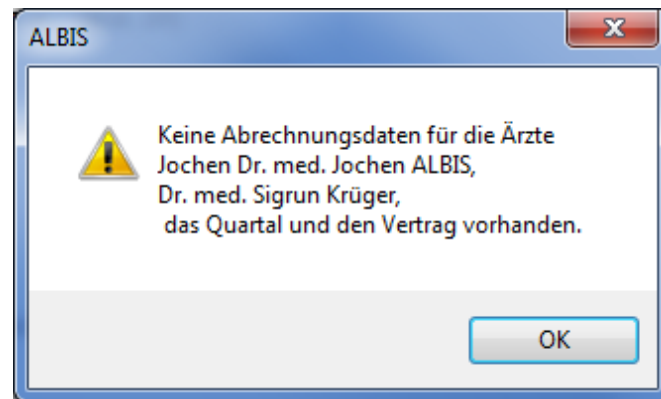 ALBIS
Keine Abrechnungsdaten für die Ärzte
Jochen Dr. med. Jochen ALBIS,
Dr. med. Sigrun Krüger,
das Quartal und den Vertrag vorhanden.
OK